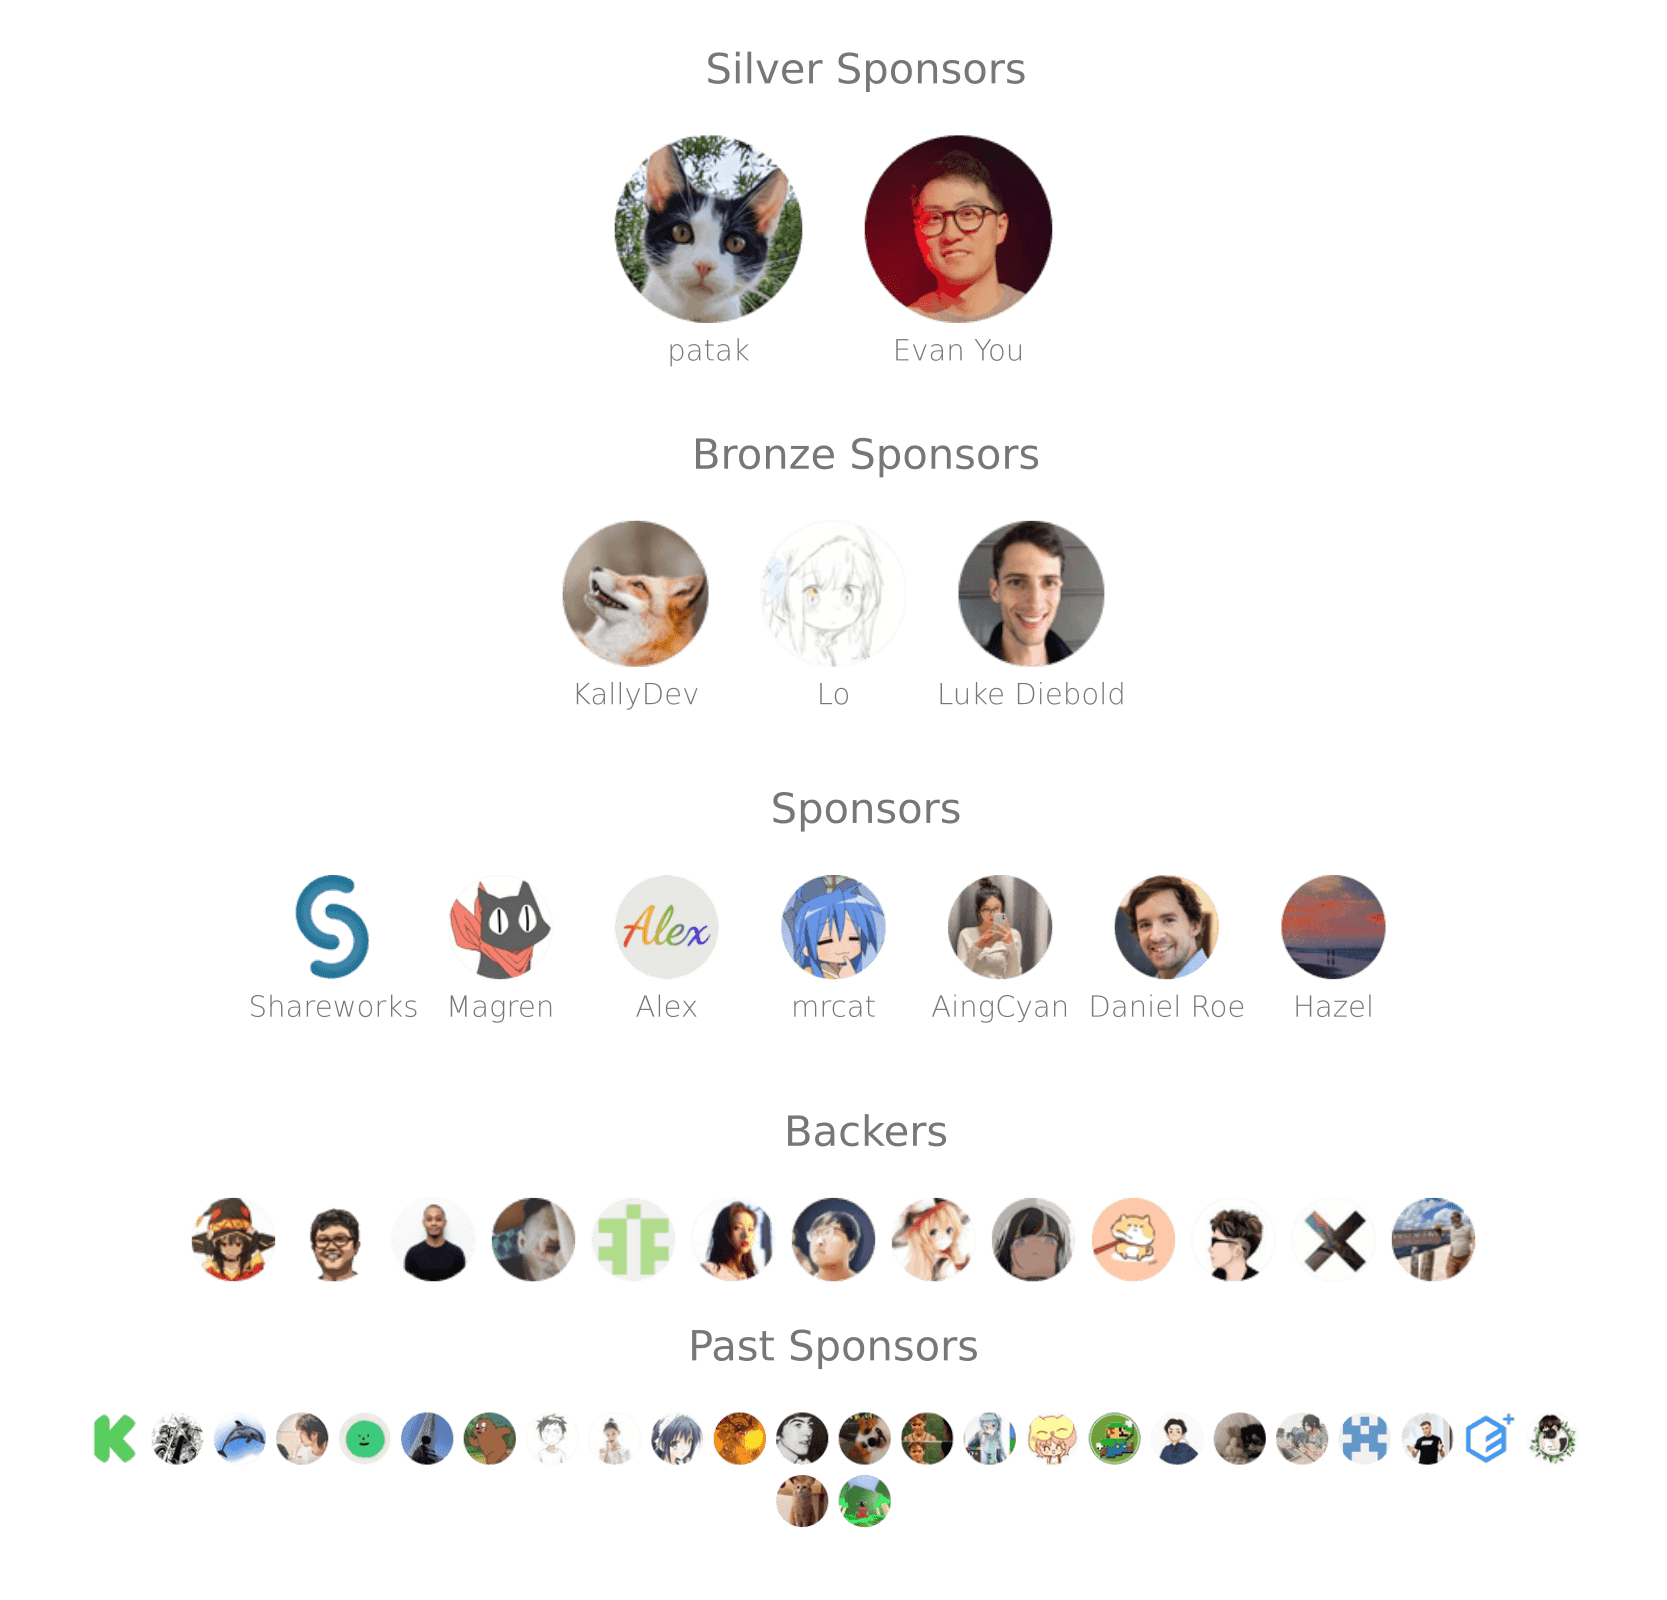 Silver Sponsors
patak Evan You
Bronze Sponsors
KallyDev Lo Luke Diebold
Sponsors
Alex
Shareworks Magren Alex mrcat AingCyan Daniel Roe Hazel
Backers
Past Sponsors